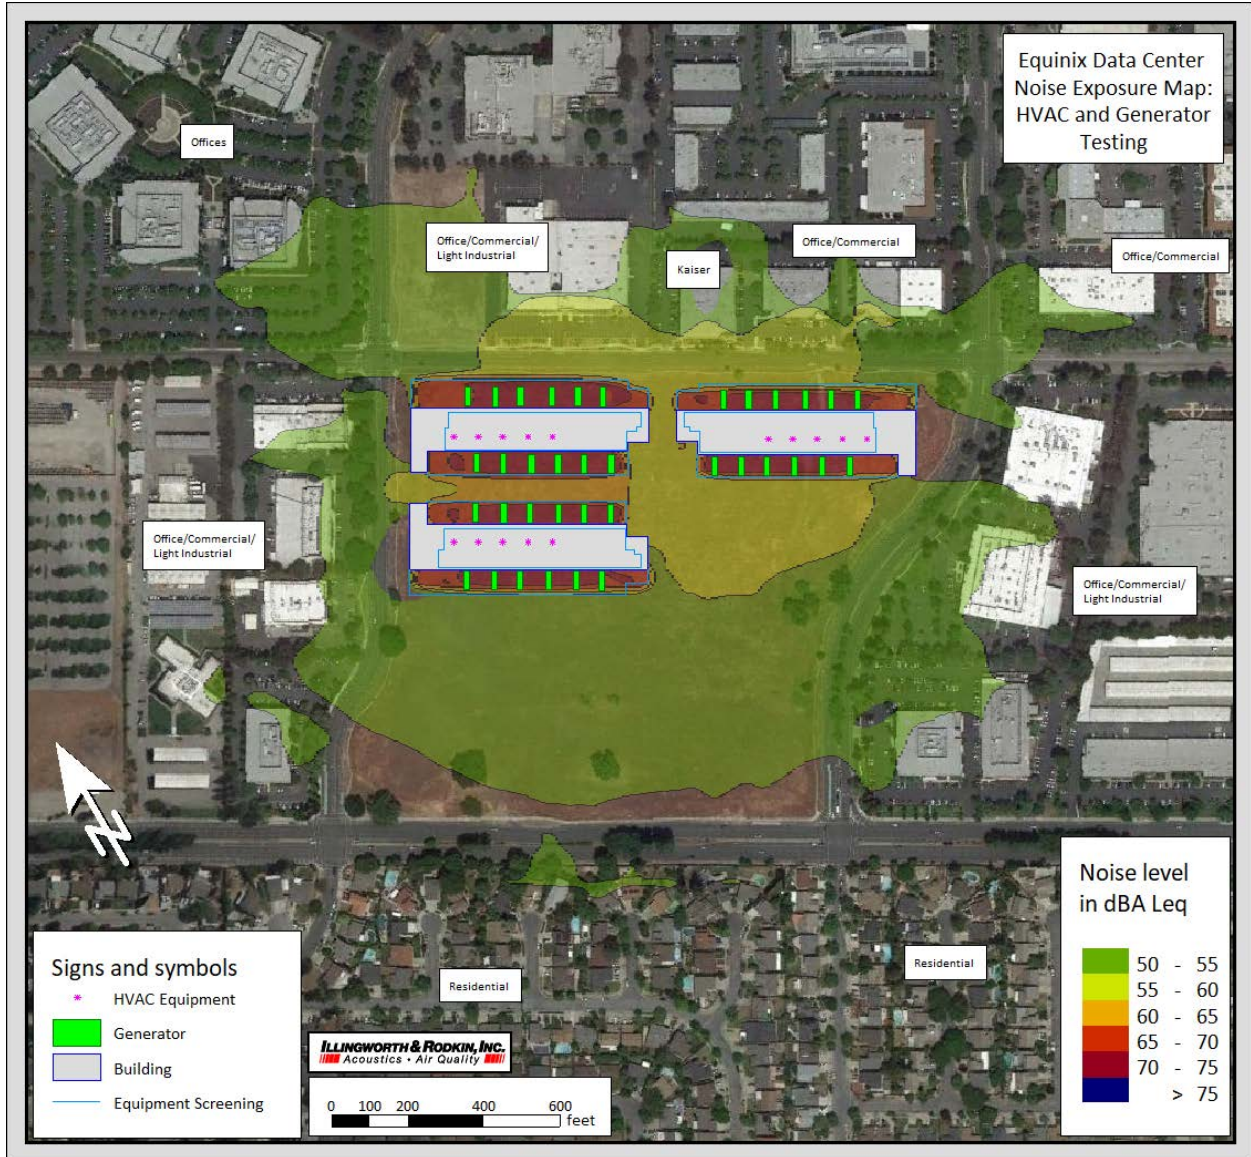 Equinix Data Center
Noise Exposure Map:
HVAC and Generator
Testing
Offices
Office/Commercial/
Light Industrial
Kaiser
Office/Commercial
Office/Commercial
Office/Commercial/
Light Industrial
Office/Commercial/
Light Industrial
Residential
Residential
Signs and symbols
HVAC Equipment
Generator
Building
Equipment Screening
ILLINGWORTH & RODKIN, INC.
Acoustics • Air Quality
0 100 200 400 600
feet
Noise level
in dBA Leq
50 - 55
55 - 60
60 - 65
65 - 70
70 - 75
> 75